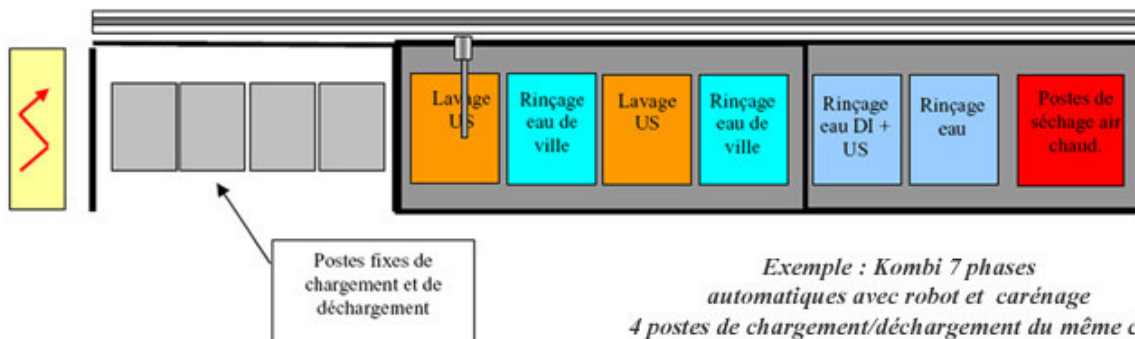 Lavage
US
Rinçage
eau de
ville
Lavage
US
Rinçage
eau de
ville
Rinçage
eau DI +
US
Rinçage
eau
Postes de
séchage air
chaud.
Postes fixes de
chargement et de
déchargement
Exemple : Kombi 7 phases
automatiques avec robot et carénage
4 postes de chargement/déchargement du même